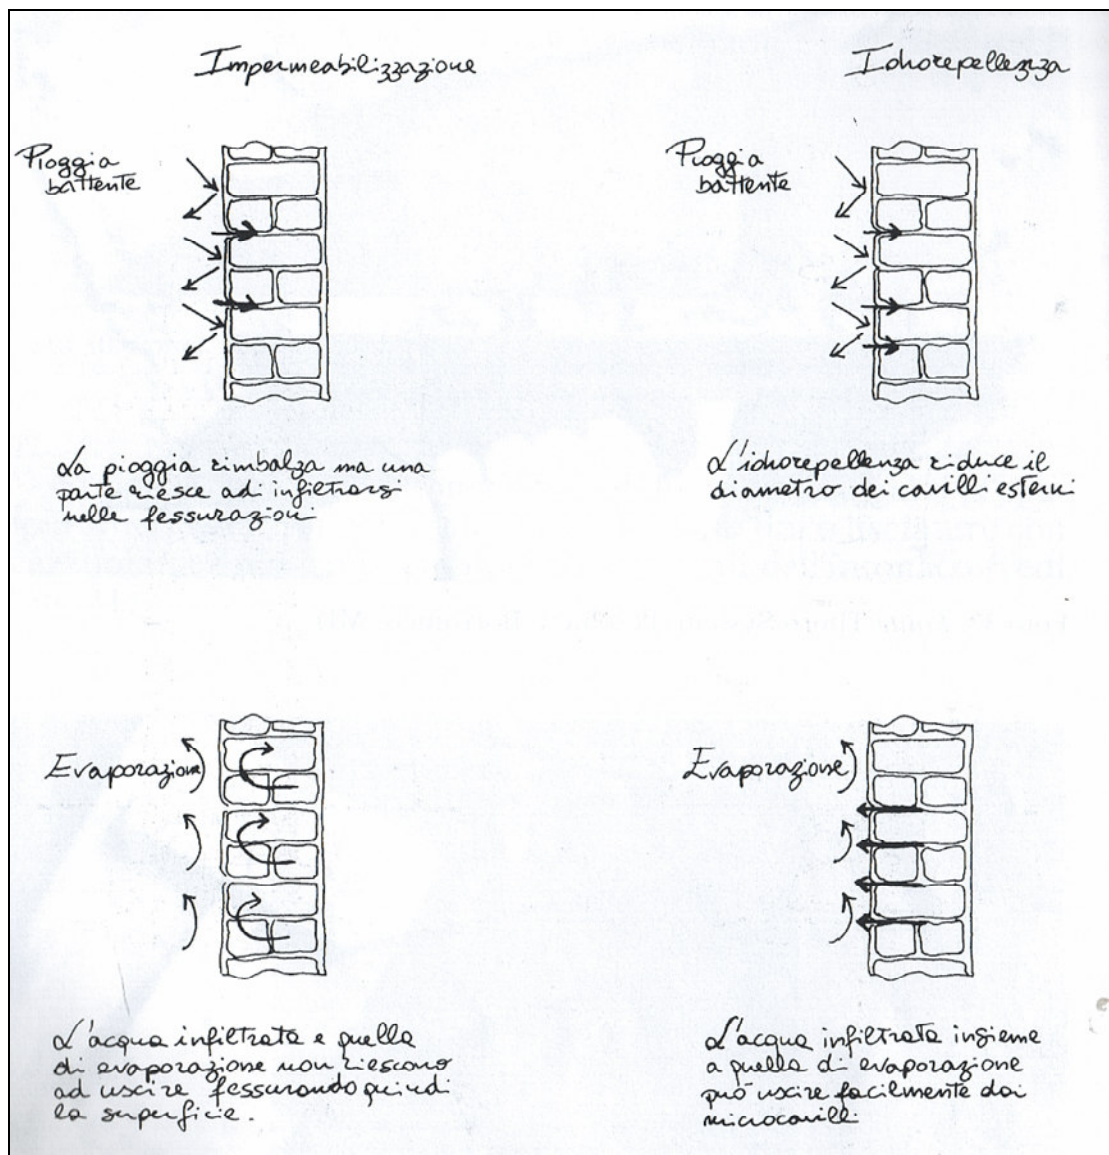 Impermeabilizzazione
Idrorepellenza
Pioggia
battente
Pioggia
battente
La pioggia rimbalza ma una
parte riesce ad infiltrarsi
nelle fessurazioni
L'idrorepellenza riduce il
diametro dei cavilli esterni
Evaporazione
Evaporazione
L'acqua infiltrata e quella
di evaporazione non riescono
ad uscire fessurando quindi
la superficie.
L'acqua infiltrata insieme
a quella di evaporazione
può uscire facilmente dai
microcavilli